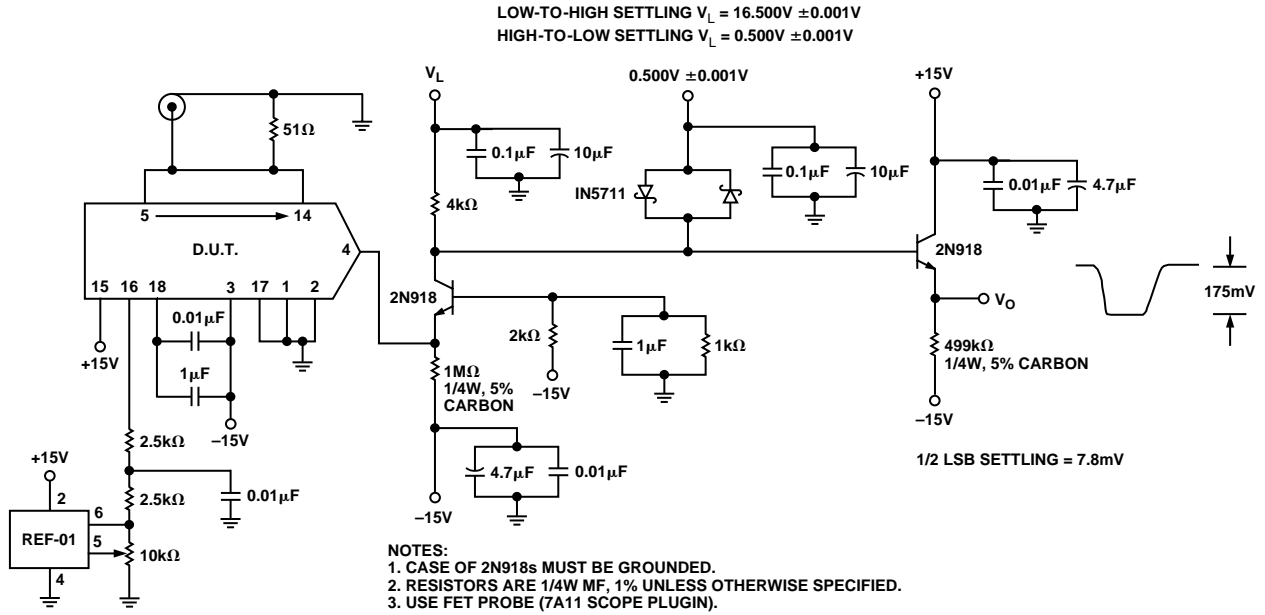 LOW-TO-HIGH SETTLING VL = 16.500V ±0.001V
HIGH-TO-LOW SETTLING VL = 0.500V ±0.001V
VL
0.500V ±0.001V
+15V
51Ω
0.1μF
10μF
0.1μF
10μF
0.01μF
4.7μF
4kΩ
IN5711
5
14
D.U.T.
4
2N918
2N918
15
16
18
3
17
1
2
VO
175mV
0.01μF
1μF
+15V
–15V
2kΩ
–15V
1μF
1kΩ
1MΩ
1/4W, 5%
CARBON
499kΩ
1/4W, 5% CARBON
–15V
2.5kΩ
+15V
2
2.5kΩ
0.01μF
4.7μF
0.01μF
–15V
1/2 LSB SETTLING = 7.8mV
REF-01
6
5
10kΩ
4
NOTES:
1. CASE OF 2N918s MUST BE GROUNDED.
2. RESISTORS ARE 1/4W MF, 1% UNLESS OTHERWISE SPECIFIED.
3. USE FET PROBE (7A11 SCOPE PLUGIN).